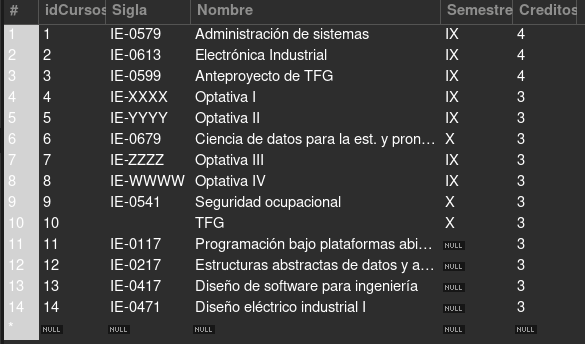 # idCursos Sigla Nombre Semestre Creditos
1 1 IE-0579 Administración de sistemas IX 4
2 2 IE-0613 Electrónica Industrial IX 4
3 3 IE-0599 Anteproyecto de TFG IX 4
4 4 IE-XXXX Optativa I IX 3
5 5 IE-YYYY Optativa II IX 3
6 6 IE-0679 Ciencia de datos para la est. y pron... X 3
7 7 IE-ZZZZ Optativa III IX 3
8 8 IE-WWWW Optativa IV IX 3
9 9 IE-0541 Seguridad ocupacional X 3
10 10 TFG X 3
11 11 IE-0117 Programación bajo plataformas abi... NULL 3
12 12 IE-0217 Estructuras abstractas de datos y a... NULL 3
13 13 IE-0417 Diseño de software para ingeniería NULL 3
14 14 IE-0471 Diseño eléctrico industrial I NULL 3
* NULL NULL NULL NULL NULL